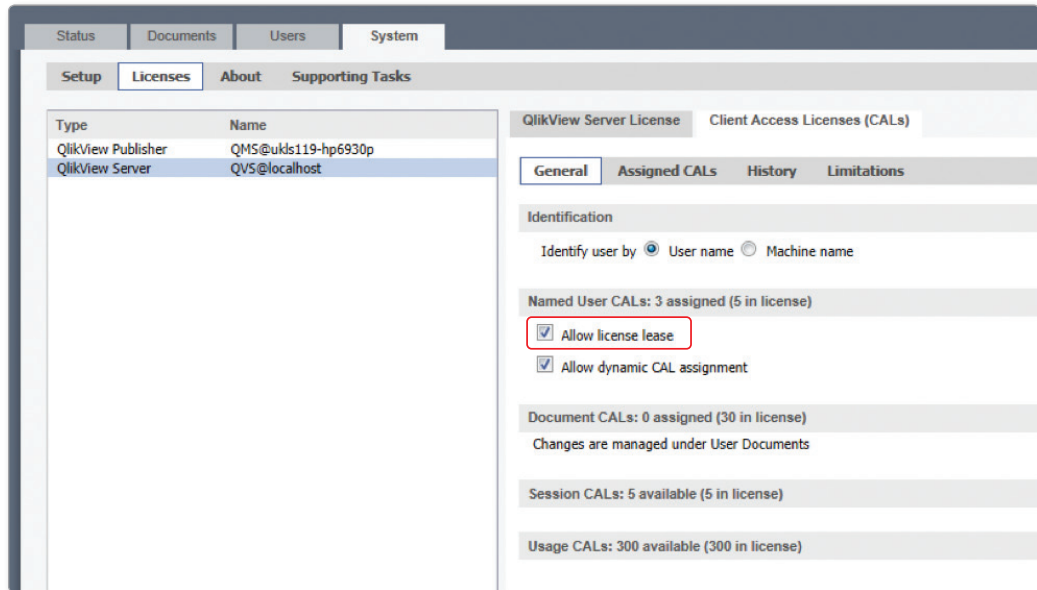 Status Documents Users System
Setup Licenses About Supporting Tasks
Type Name
QlikView Publisher QMS@ukls119-hp6930p
QlikView Server QVS@localhost
QlikView Server License Client Access Licenses (CALs)
General Assigned CALs History Limitations
Identification
Identify user by User name Machine name
Named User CALs: 3 assigned (5 in license)
Allow license lease
Allow dynamic CAL assignment
Document CALs: 0 assigned (30 in license)
Changes are managed under User Documents
Session CALs: 5 available (5 in license)
Usage CALs: 300 available (300 in license)